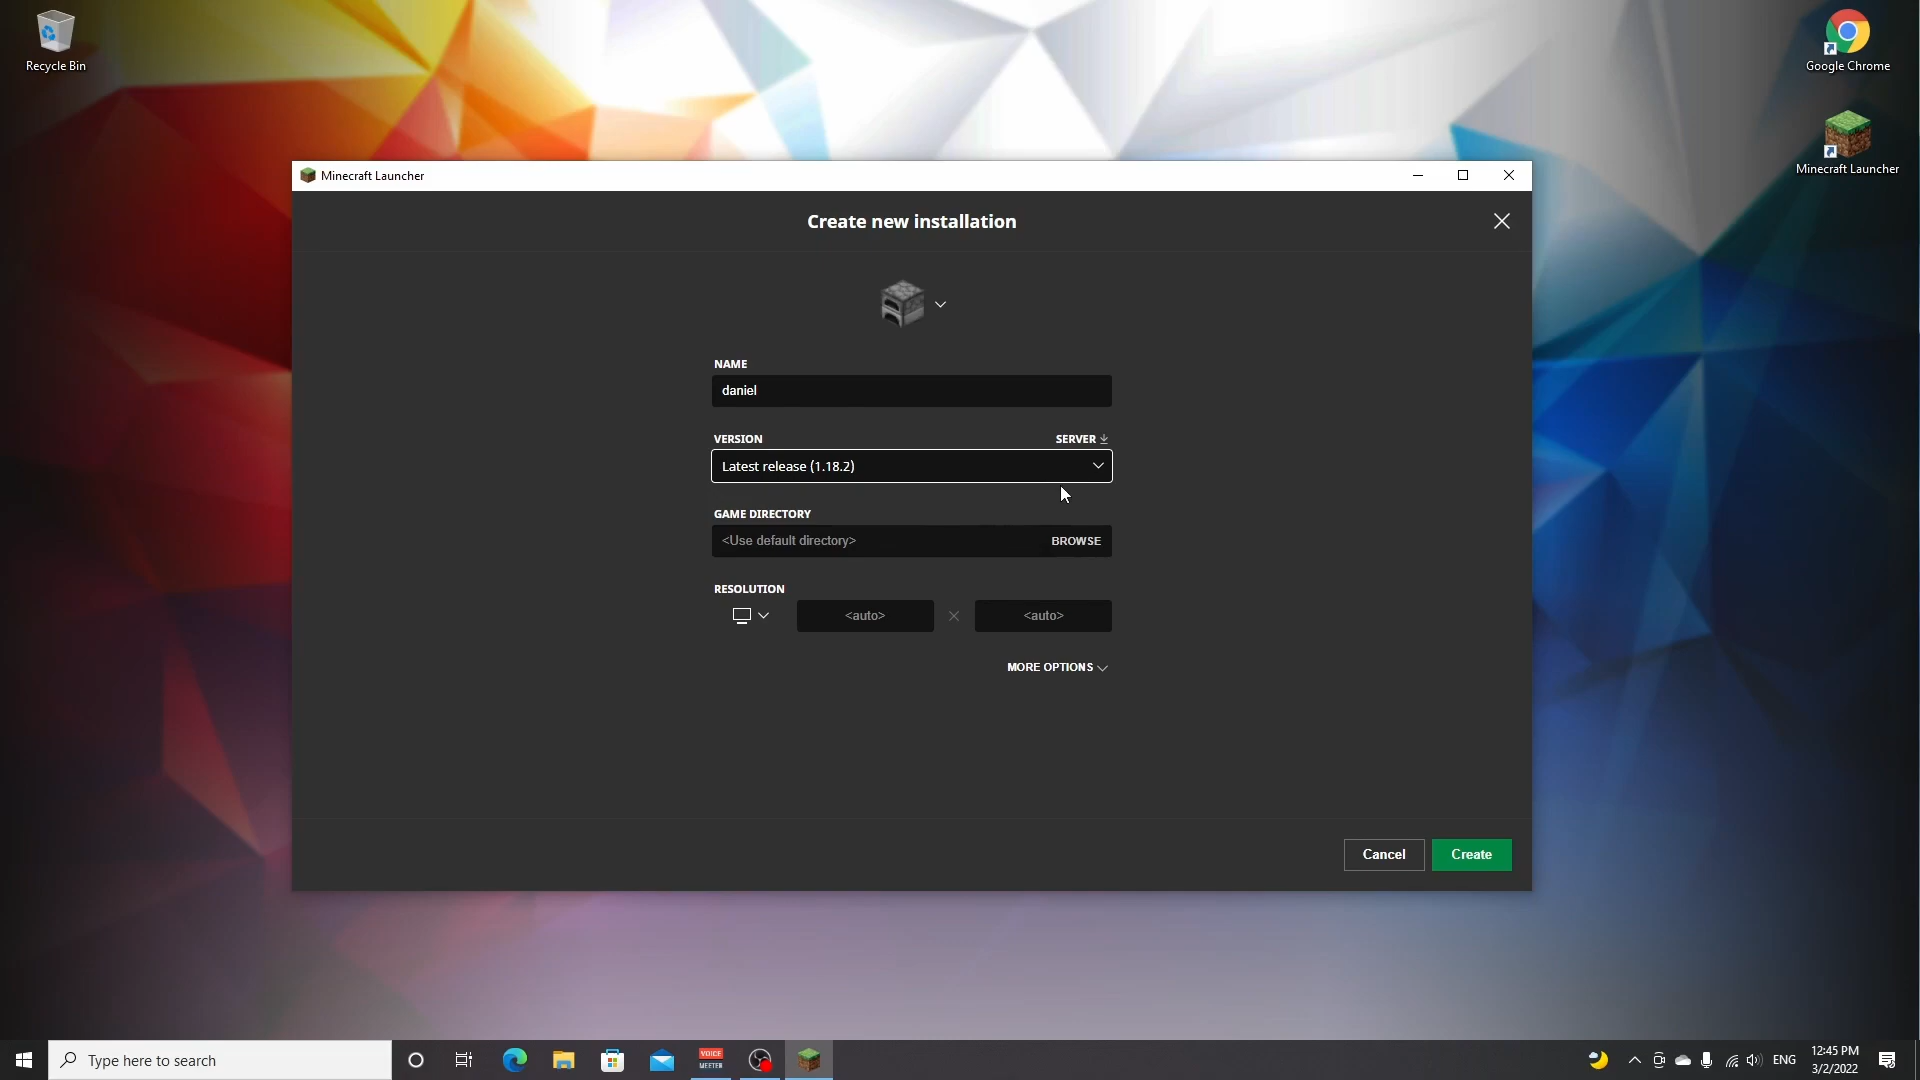 Recycle Bin
Google Chrome
Minecraft Launcher
Minecraft Launcher
Create new installation
NAME
daniel
VERSION
SERVER
Latest release (1.18.2)
GAME DIRECTORY
<Use default directory>
BROWSE
RESOLUTION
<auto>
<auto>
MORE OPTIONS
Cancel
Create
Type here to search
VOICE
MEETER
ENG
12:45 PM
3/2/2022